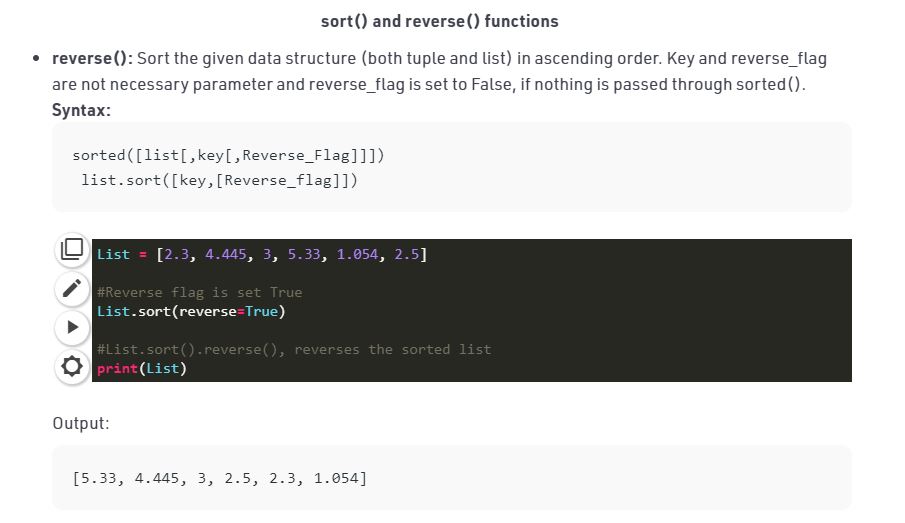 sort() and reverse() functions
reverse(): Sort the given data structure (both tuple and list) in ascending order. Key and reverse_flag
are not necessary parameter and reverse_flag is set to False, if nothing is passed through sorted().
Syntax:
sorted([list[,key[,Reverse_Flag]]])
list.sort([key,[Reverse_flag]])
List = [2.3, 4.445, 3, 5.33, 1.054, 2.5]
#Reverse flag is set True
List.sort(reverse=True)
#List.sort().reverse(), reverses the sorted list
print(List)
Output:
[5.33, 4.445, 3, 2.5, 2.3, 1.054]